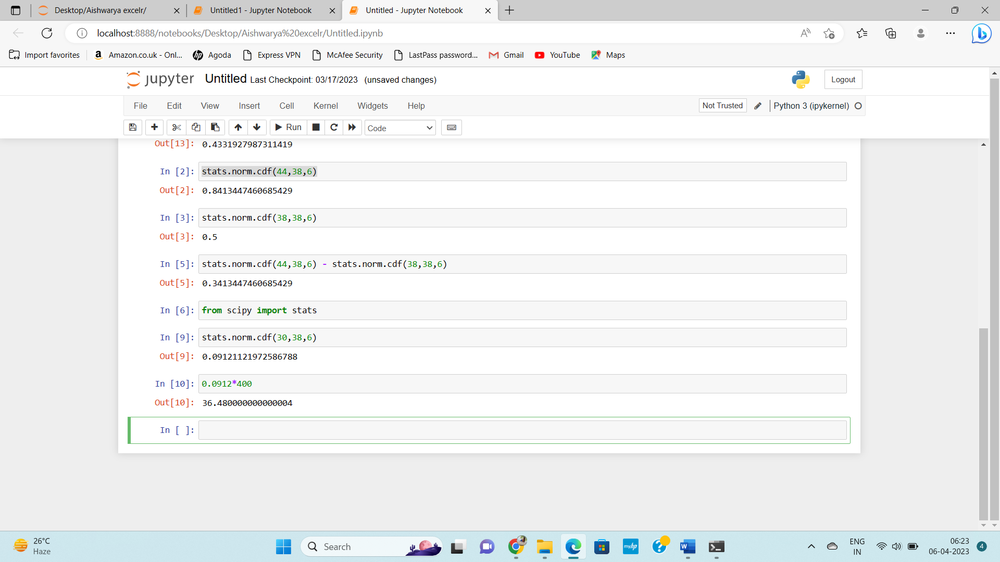 Desktop/Aishwarya excelr/
Untitled1 - Jupyter Notebook
Untitled - Jupyter Notebook
localhost:8888/notebooks/Desktop/Aishwarya%20excelr/Untitled.ipynb
Import favorites
Amazon.co.uk - Onl...
Agoda
Express VPN
McAfee Security
LastPass password...
Gmail
YouTube
Maps
jupyter Untitled Last Checkpoint: 03/17/2023 (unsaved changes)
Logout
File Edit View Insert Cell Kernel Widgets Help
Not Trusted
Python 3 (ipykernel)
Run
Code
Out[13]: 0.4331927987311419
In [2]: stats.norm.cdf(44,38,6)
Out[2]: 0.8413447460685429
In [3]: stats.norm.cdf(38,38,6)
Out[3]: 0.5
In [5]: stats.norm.cdf(44,38,6) - stats.norm.cdf(38,38,6)
Out[5]: 0.3413447460685429
In [6]: from scipy import stats
In [9]: stats.norm.cdf(30,38,6)
Out[9]: 0.09121121972586788
In [10]: 0.0912*400
Out[10]: 36.480000000000004
In [ ]:
26°C
Haze
Search
myhp
ENG
IN
06:23
06-04-2023
4